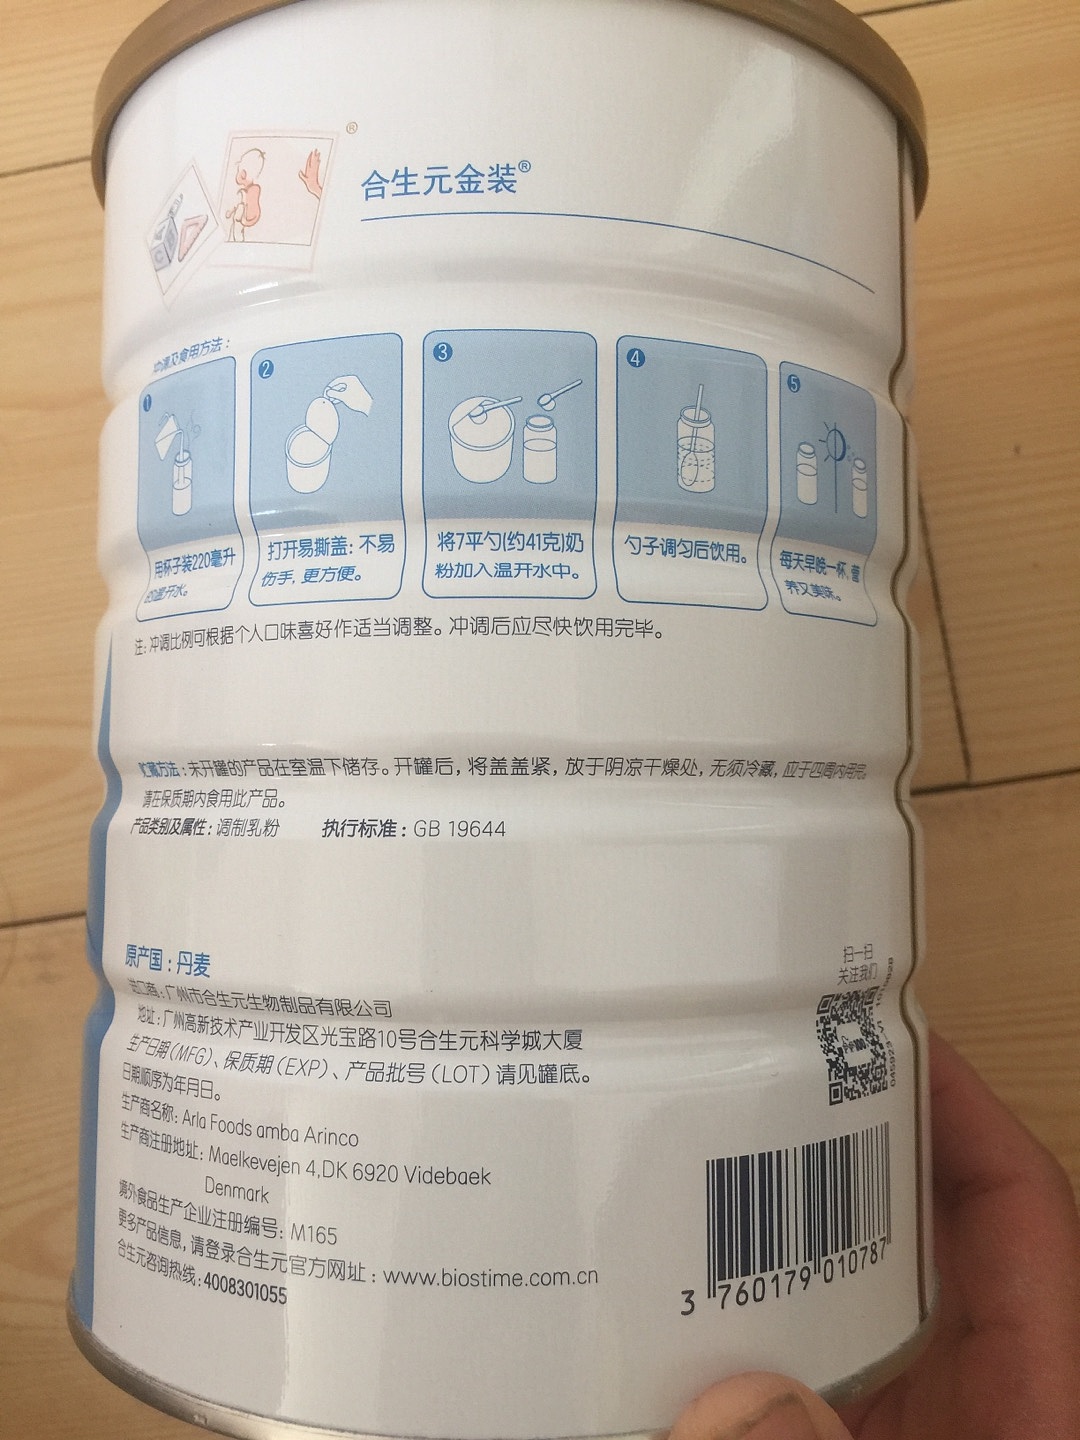 ®
合生元金装®
冲调及食用方法：
1
用杯子装220毫升
的温开水。
2
打开易撕盖：不易
伤手，更方便。
3
将7平勺(约41克)奶
粉加入温开水中。
4
勺子调匀后饮用。
5
每天早晚一杯，营
养又美味。
注：冲调比例可根据个人口味喜好作适当调整。冲调后应尽快饮用完毕。
贮藏方法：未开罐的产品在室温下储存。开罐后，将盖盖紧，放于阴凉干燥处，无须冷藏，应于四周内用完。
请在保质期内食用此产品。
产品类别及属性：调制乳粉 执行标准：GB 19644
原产国：丹麦
进口商：广州市合生元生物制品有限公司
地址：广州高新技术产业开发区光宝路10号合生元科学城大厦
生产日期（MFG）、保质期（EXP）、产品批号（LOT）请见罐底。
日期顺序为年月日。
生产商名称：Arla Foods amba Arinco
生产商注册地址：Maelkevejen 4,DK 6920 Videbaek
Denmark
境外食品生产企业注册编号：M165
更多产品信息，请登录合生元官方网址：www.biostime.com.cn
合生元咨询热线：4008301055
扫一扫
关注我们
3 760179 010787